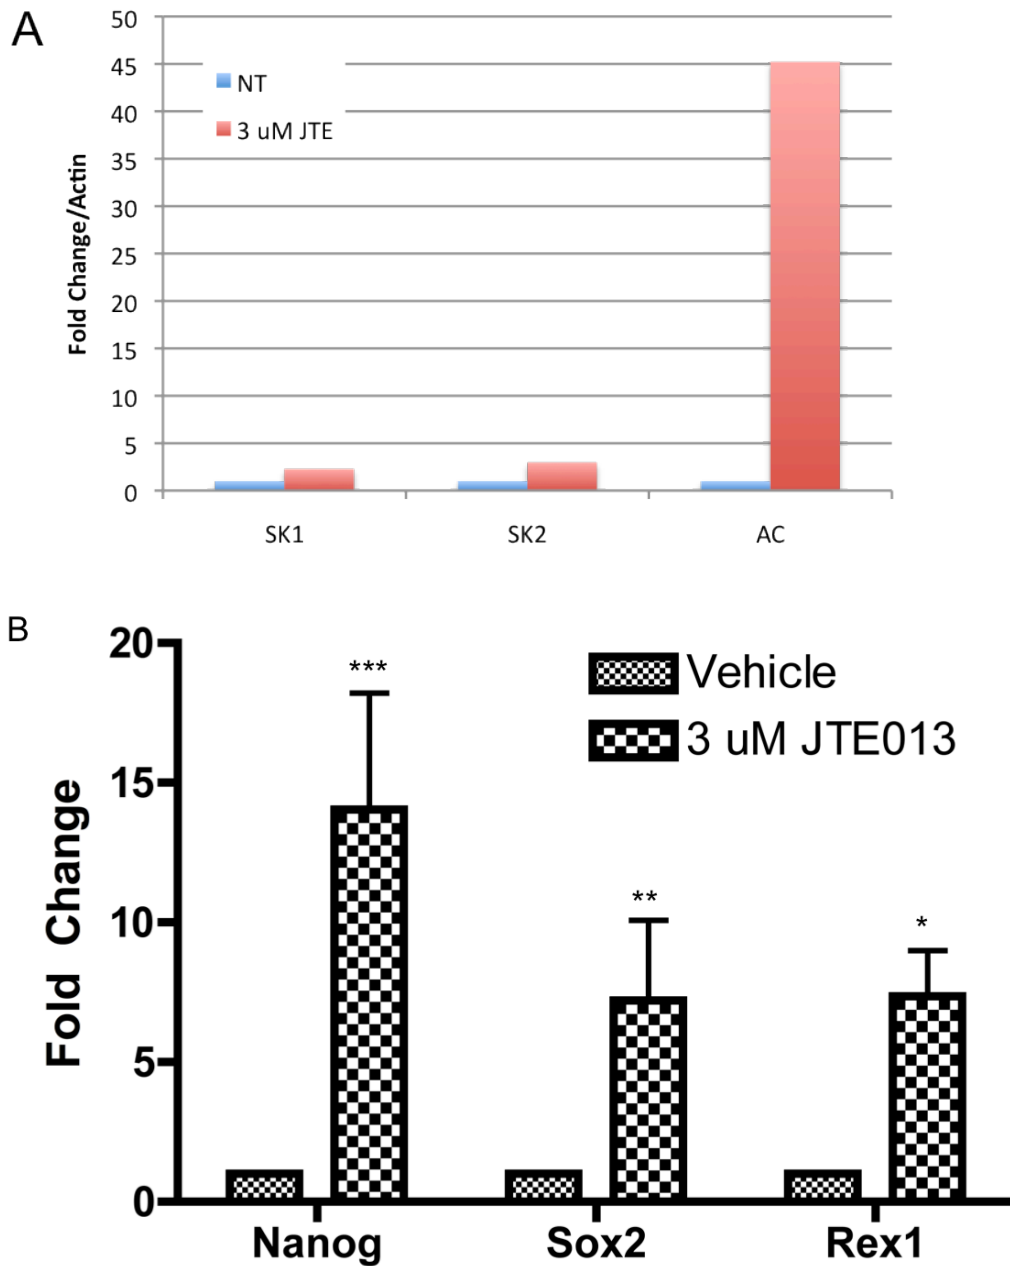 A
50
45
40
35
30
25
20
15
10
5
0
Fold Change/Actin
NT
3 uM JTE
SK1 SK2 AC
B
20
15
10
5
0
Fold Change
***
**
*
Vehicle
3 uM JTE013
Nanog Sox2 Rex1